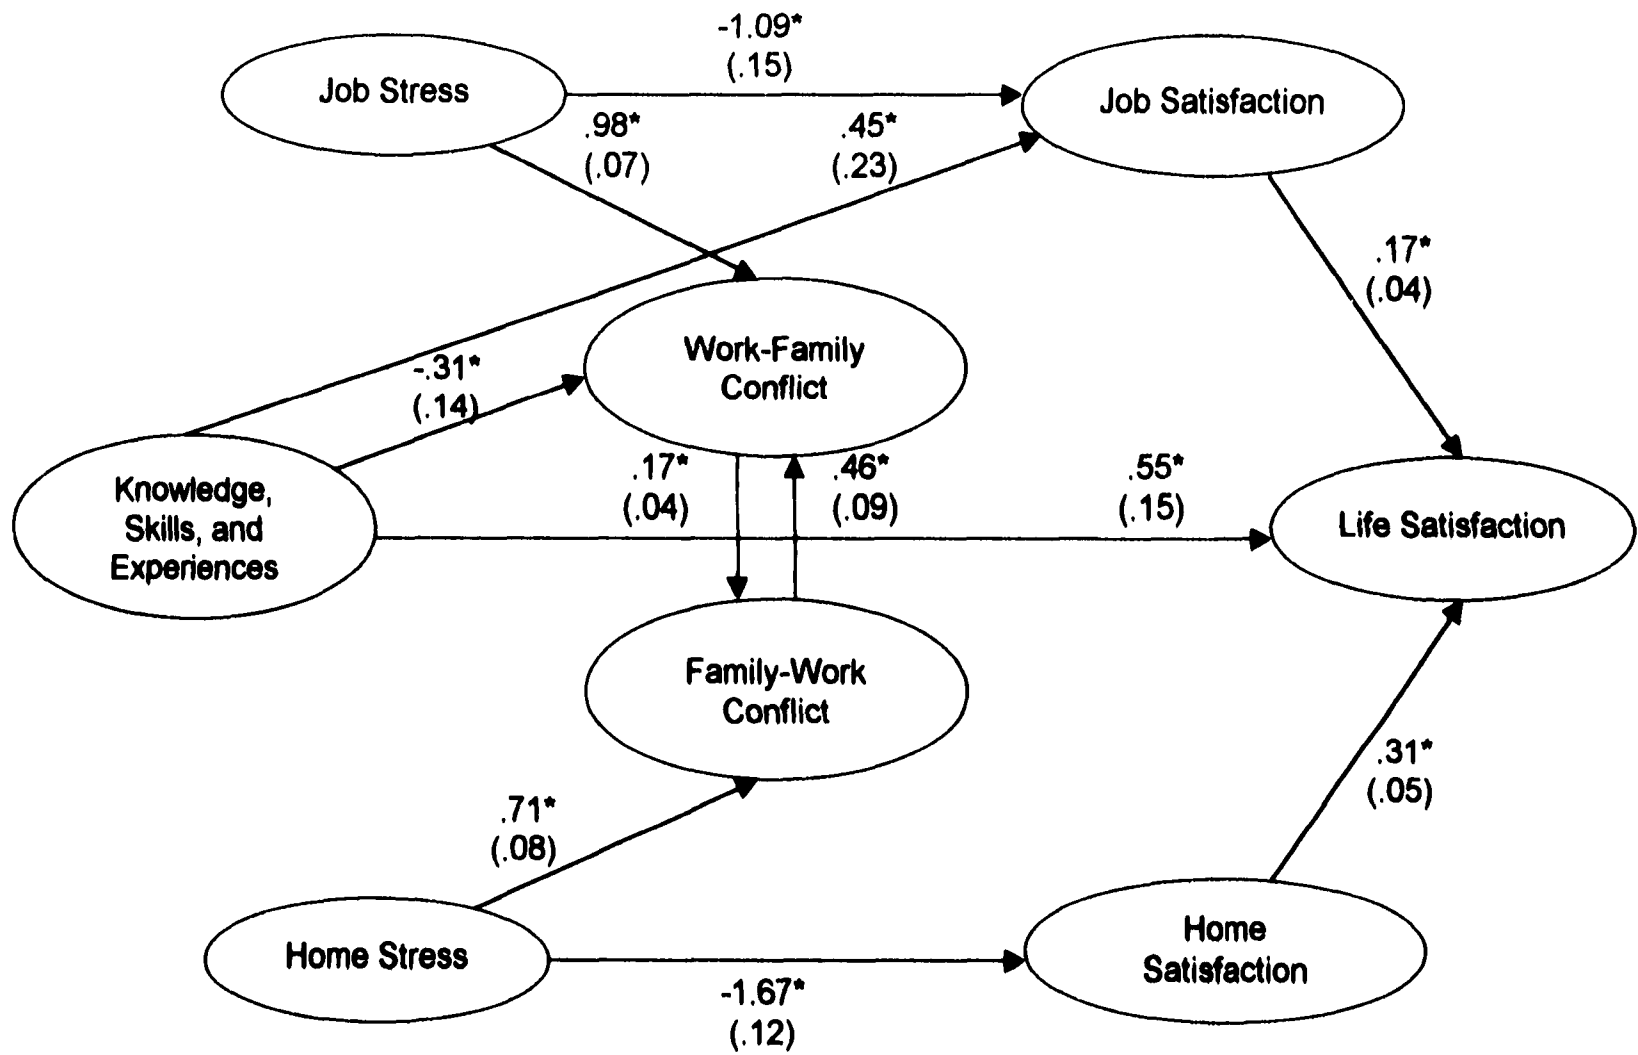 -1.09*
(.15)
Job Stress
Job Satisfaction
.98*
(.07)
.45*
(.23)
.17*
(.04)
Work-Family
Conflict
-.31*
(.14)
Knowledge,
Skills, and
Experiences
.17*
(.04)
.46*
(.09)
.55*
(.15)
Life Satisfaction
Family-Work
Conflict
.71*
(.08)
.31*
(.05)
Home Stress
Home
Satisfaction
-1.67*
(.12)